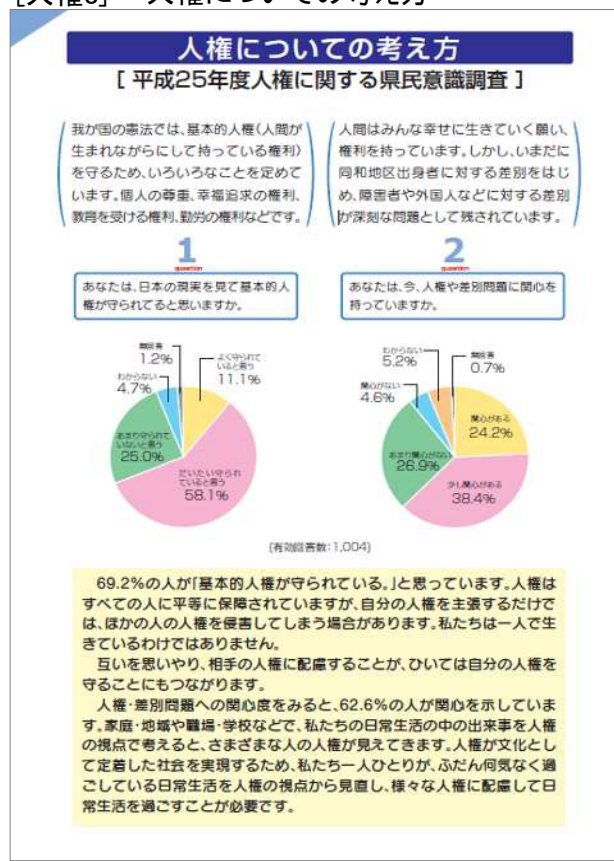 [人権3] 人権についての考え方
人権についての考え方
[ 平成25年度人権に関する県民意識調査 ]
我が国の憲法では、基本的人権(人間が
生まれながらにして持っている権利)
を守るため、いろいろなことを定めて
います。個人の尊重、幸福追求の権利、
教育を受ける権利、勤労の権利などです。
1
question
あなたは、日本の現実を見て基本的人
権が守られてると思いますか。
人間はみんな幸せに生きていく願い、
権利を持っています。しかし、いまだに
同和地区出身者に対する差別をはじ
め、障害者や外国人などに対する差別
が深刻な問題として残されています。
2
question
あなたは、今、人権や差別問題に関心を
持っていますか。
無回答
1.2%
よく守られて
いると思う
11.1%
わからない
4.7%
あまり守られて
いないと思う
25.0%
だいたい守られ
ていると思う
58.1%
わからない
5.2%
無回答
0.7%
関心がない
4.6%
関心がある
24.2%
あまり関心がない
26.9%
少し関心がある
38.4%
(有効回答数:1,004)
69.2%の人が「基本的人権が守られている。」と思っています。人権は
すべての人に平等に保障されていますが、自分の人権を主張するだけで
は、ほかの人の人権を侵害してしまう場合があります。私たちは一人で生
きているわけではありません。
互いを思いやり、相手の人権に配慮することが、ひいては自分の人権を
守ることにもつながります。
人権・差別問題への関心度をみると、62.6%の人が関心を示していま
す。家庭・地域や職場・学校などで、私たちの日常生活の中の出来事を人権
の視点で考えると、さまざまな人の人権が見えてきます。人権が文化とし
て定着した社会を実現するため、私たち一人ひとりが、ふだん何気なく過
ごしている日常生活を人権の視点から見直し、様々な人権に配慮して日
常生活を過ごすことが必要です。